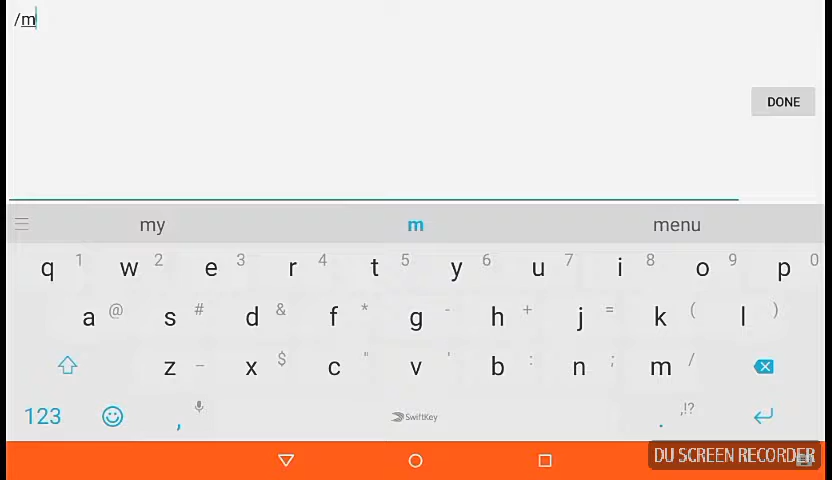 /m
DONE
my m menu
q 1 w 2 e 3 r 4 t 5 y 6 u 7 i 8 o 9 p 0
a @ s # d & f * g - h + j = k ( l )
z _ x $ c " v ' b : n ; m /
123 , SwiftKey . ,!?
DU SCREEN RECORDER